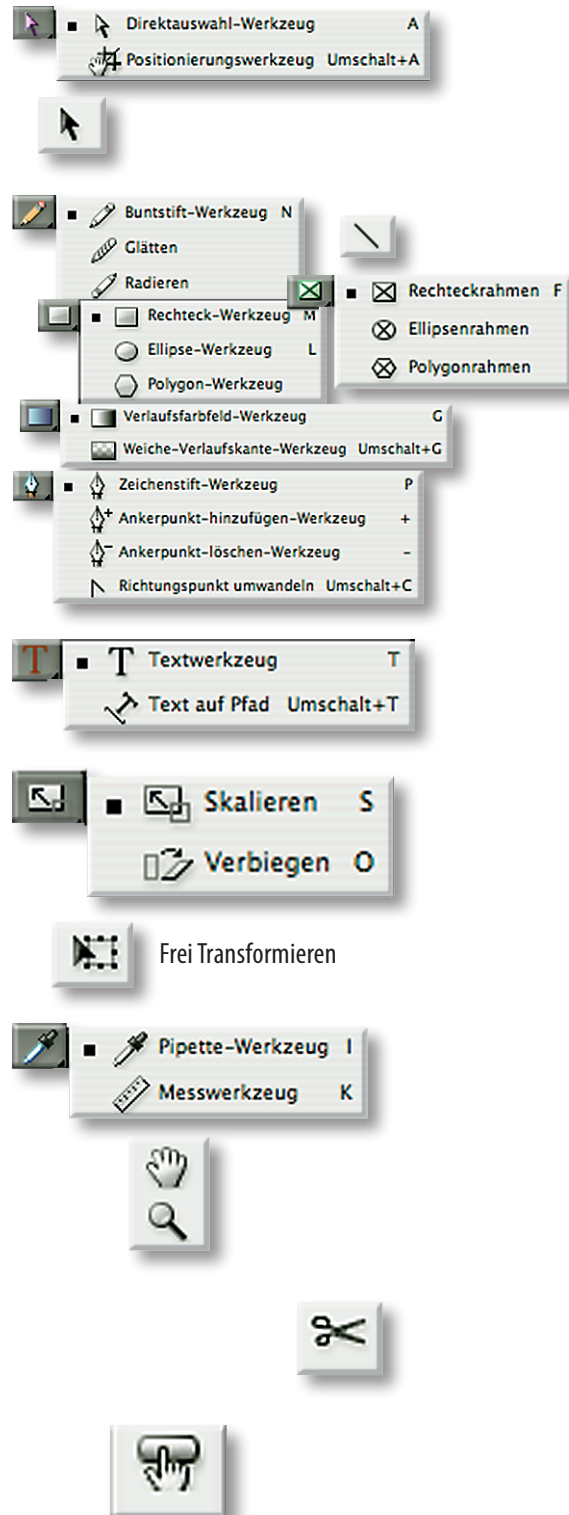 Direktauswahl-Werkzeug A
Positionierungswerkzeug Umschalt+A
Buntstift-Werkzeug N
Glätten
Radieren
Rechteck-Werkzeug M
Ellipse-Werkzeug L
Polygon-Werkzeug
Rechteckrahmen F
Ellipsenrahmen
Polygonrahmen
Verlaufsfarbfeld-Werkzeug G
Weiche-Verlaufskante-Werkzeug Umschalt+G
Zeichenstift-Werkzeug P
Ankerpunkt-hinzufügen-Werkzeug +
Ankerpunkt-löschen-Werkzeug -
Richtungspunkt umwandeln Umschalt+C
Textwerkzeug T
Text auf Pfad Umschalt+T
Skalieren S
Verbiegen O
Frei Transformieren
Pipette-Werkzeug I
Messwerkzeug K